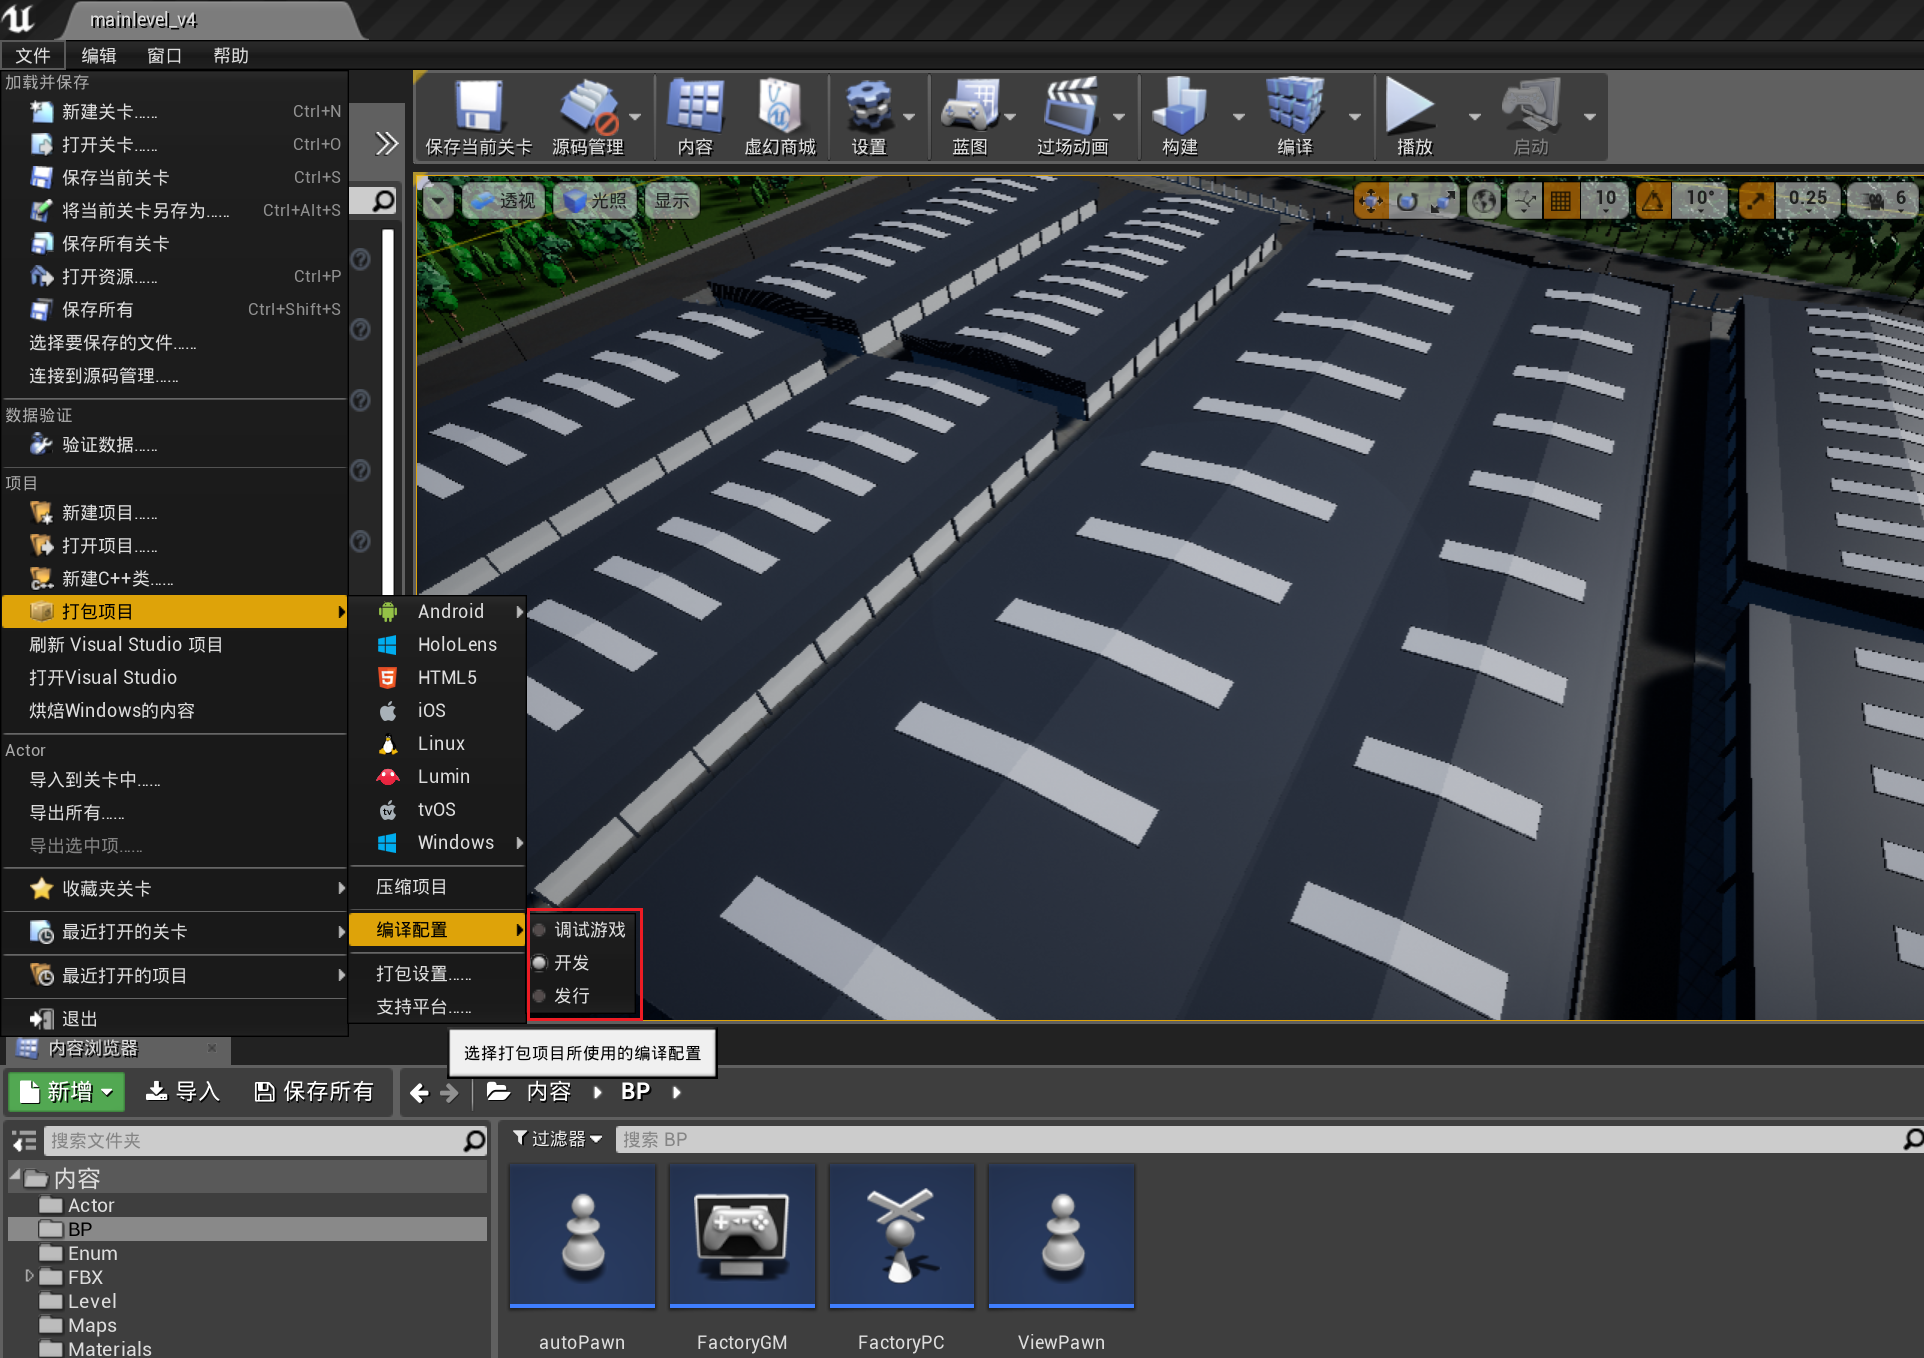 mainlevel_v4
文件 编辑 窗口 帮助
加载并保存
新建关卡...... Ctrl+N
打开关卡...... Ctrl+O
保存当前关卡 Ctrl+S
将当前关卡另存为...... Ctrl+Alt+S
保存所有关卡
打开资源...... Ctrl+P
保存所有 Ctrl+Shift+S
选择要保存的文件......
连接到源码管理......
数据验证
验证数据......
项目
新建项目......
打开项目......
新建C++类......
打包项目
刷新 Visual Studio 项目
打开Visual Studio
烘焙Windows的内容
Actor
导入到关卡中......
导出所有......
导出选中项......
收藏夹关卡
最近打开的关卡
最近打开的项目
退出
Android
HoloLens
HTML5
iOS
Linux
Lumin
tvOS
Windows
压缩项目
编译配置
打包设置......
支持平台......
调试游戏
开发
发行
选择打包项目所使用的编译配置
保存当前关卡 源码管理 内容 虚幻商城 设置 蓝图 过场动画 构建 编译 播放 启动
透视 光照 显示 10 10° 0.25 6
内容浏览器
新增 导入 保存所有 内容 BP
搜索文件夹
过滤器 搜索 BP
内容
Actor
BP
Enum
FBX
Level
Maps
Materials
autoPawn FactoryGM FactoryPC ViewPawn